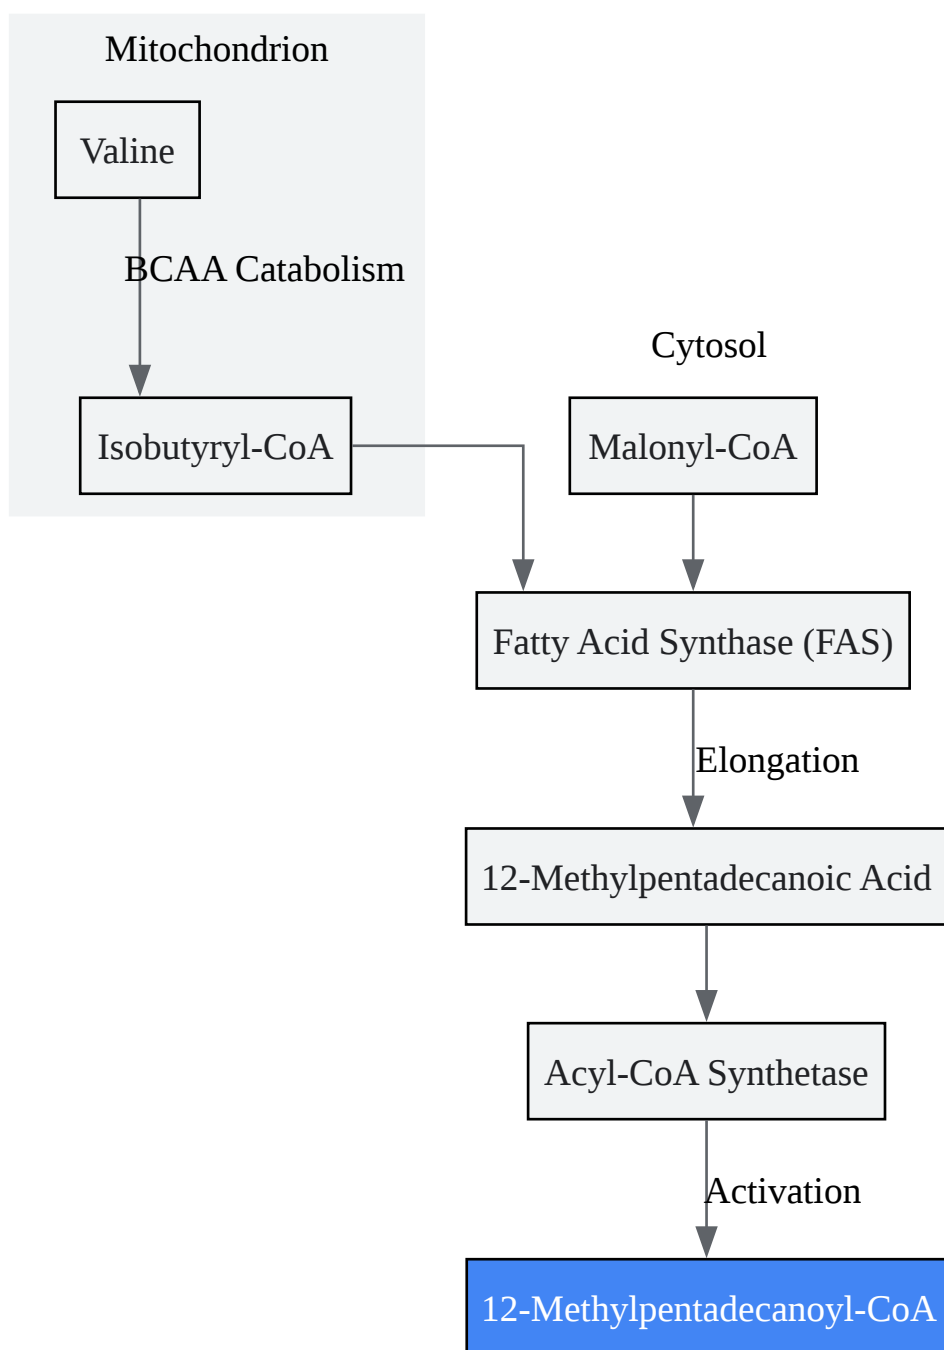 Mitochondrion
Valine
BCAA Catabolism
Isobutyryl-CoA
Cytosol
Malonyl-CoA
Fatty Acid Synthase (FAS)
Elongation
12-Methylpentadecanoic Acid
Acyl-CoA Synthetase
Activation
12-Methylpentadecanoyl-CoA